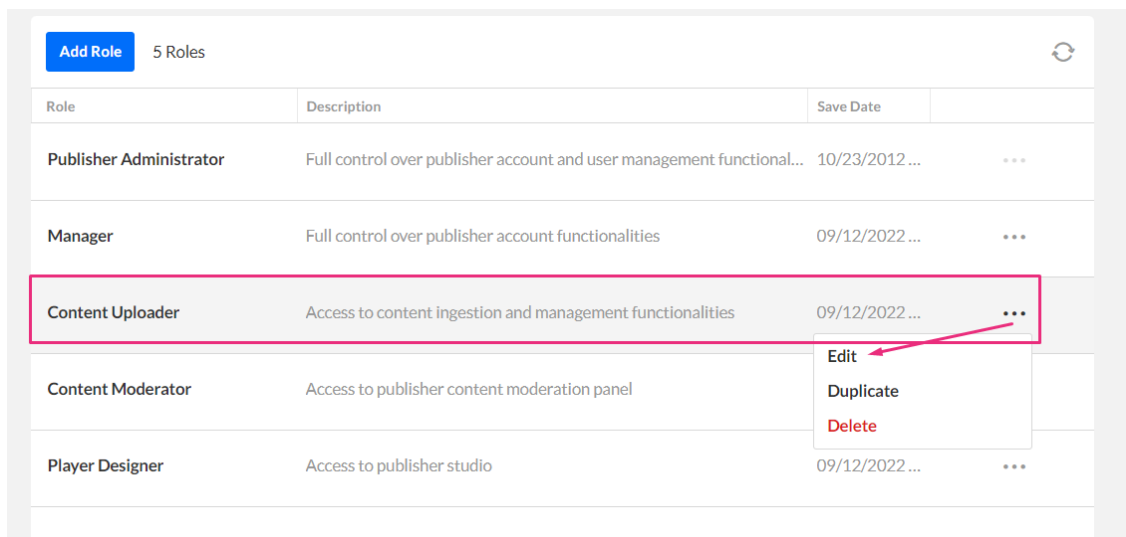 Add Role 5 Roles
Role Description Save Date
Publisher Administrator Full control over publisher account and user management functional... 10/23/2012 ...
Manager Full control over publisher account functionalities 09/12/2022 ...
Content Uploader Access to content ingestion and management functionalities 09/12/2022 ...
Edit
Content Moderator Access to publisher content moderation panel Duplicate
Delete
Player Designer Access to publisher studio 09/12/2022 ...